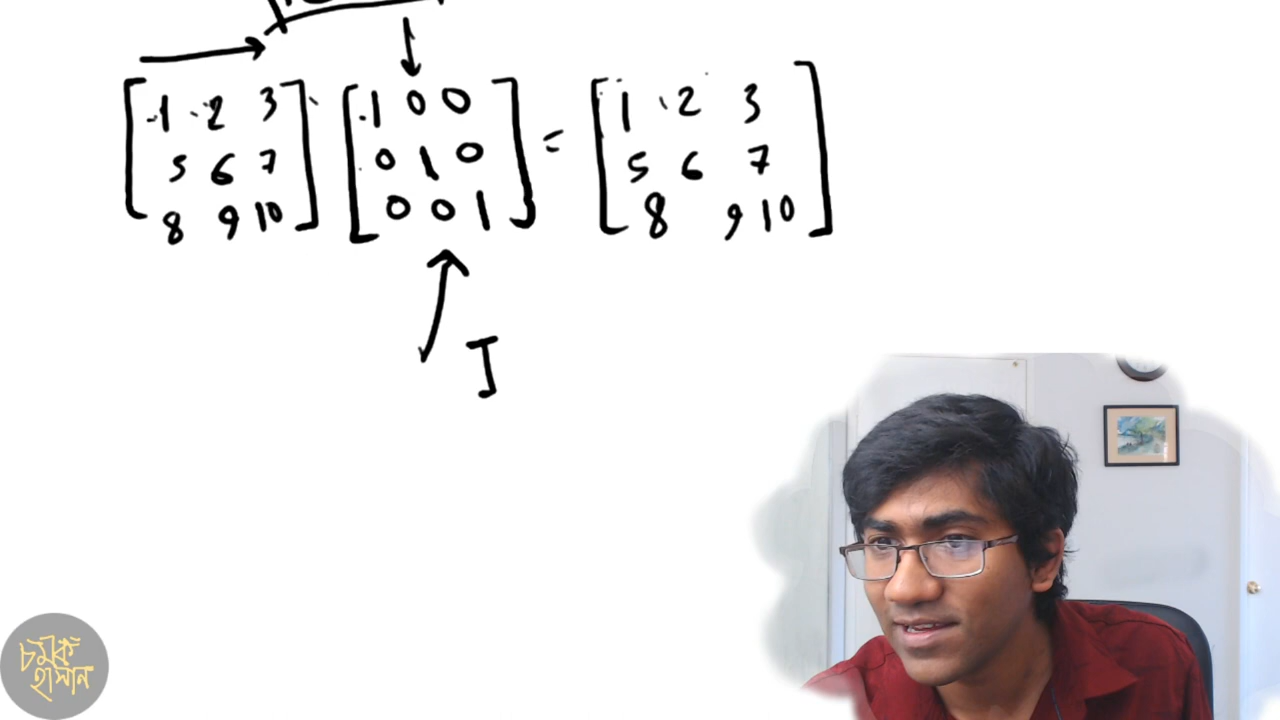 [1 2 3] . [1 0 0] = [1 2 3]
[5 6 7] [0 1 0] [5 6 7]
[8 9 10] [0 0 1] [8 9 10]
I
চমক
হাসান